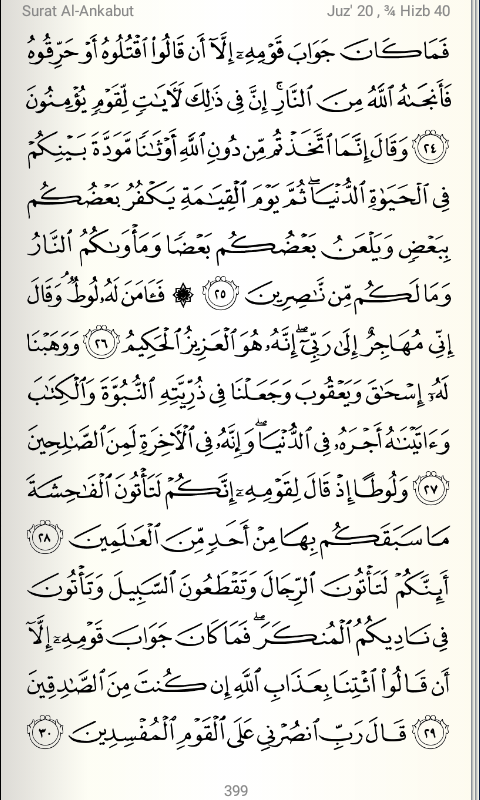 Surat Al-Ankabut Juz' 20 , ¾ Hizb 40
فَمَا كَانَ جَوَابَ قَوْمِهِۦٓ إِلَّآ أَن قَالُوا۟ ٱقْتُلُوهُ أَوْ حَرِّقُوهُ
فَأَنجَىٰهُ ٱللَّهُ مِنَ ٱلنَّارِ ۚ إِنَّ فِى ذَٰلِكَ لَءَايَـٰتٍ لِّقَوْمٍ يُؤْمِنُونَ
٢٤ وَقَالَ إِنَّمَا ٱتَّخَذْتُم مِّن دُونِ ٱللَّهِ أَوْثَـٰنًا مَّوَدَّةَ بَيْنِكُمْ
فِى ٱلْحَيَوٰةِ ٱلدُّنْيَا ۖ ثُمَّ يَوْمَ ٱلْقِيَـٰمَةِ يَكْفُرُ بَعْضُكُم
بِبَعْضٍ وَيَلْعَنُ بَعْضُكُم بَعْضًا وَمَأْوَىٰكُمُ ٱلنَّارُ
وَمَا لَكُم مِّن نَّـٰصِرِينَ ٢٥ ۞ فَـَٔامَنَ لَهُۥ لُوطٌ ۘ وَقَالَ
إِنِّى مُهَاجِرٌ إِلَىٰ رَبِّىٓ ۖ إِنَّهُۥ هُوَ ٱلْعَزِيزُ ٱلْحَكِيمُ ٢٦ وَوَهَبْنَا
لَهُۥٓ إِسْحَـٰقَ وَيَعْقُوبَ وَجَعَلْنَا فِى ذُرِّيَّتِهِ ٱلنُّبُوَّةَ وَٱلْكِتَـٰبَ
وَءَاتَيْنَـٰهُ أَجْرَهُۥ فِى ٱلدُّنْيَا ۖ وَإِنَّهُۥ فِى ٱلْـَٔاخِرَةِ لَمِنَ ٱلصَّـٰلِحِينَ
٢٧ وَلُوطًا إِذْ قَالَ لِقَوْمِهِۦٓ إِنَّكُمْ لَتَأْتُونَ ٱلْفَـٰحِشَةَ
مَا سَبَقَكُم بِهَا مِنْ أَحَدٍ مِّنَ ٱلْعَـٰلَمِينَ ٢٨
أَئِنَّكُمْ لَتَأْتُونَ ٱلرِّجَالَ وَتَقْطَعُونَ ٱلسَّبِيلَ وَتَأْتُونَ
فِى نَادِيكُمُ ٱلْمُنكَرَ ۖ فَمَا كَانَ جَوَابَ قَوْمِهِۦٓ إِلَّآ
أَن قَالُوا۟ ٱئْتِنَا بِعَذَابِ ٱللَّهِ إِن كُنتَ مِنَ ٱلصَّـٰدِقِينَ
٢٩ قَالَ رَبِّ ٱنصُرْنِى عَلَى ٱلْقَوْمِ ٱلْمُفْسِدِينَ ٣٠
399